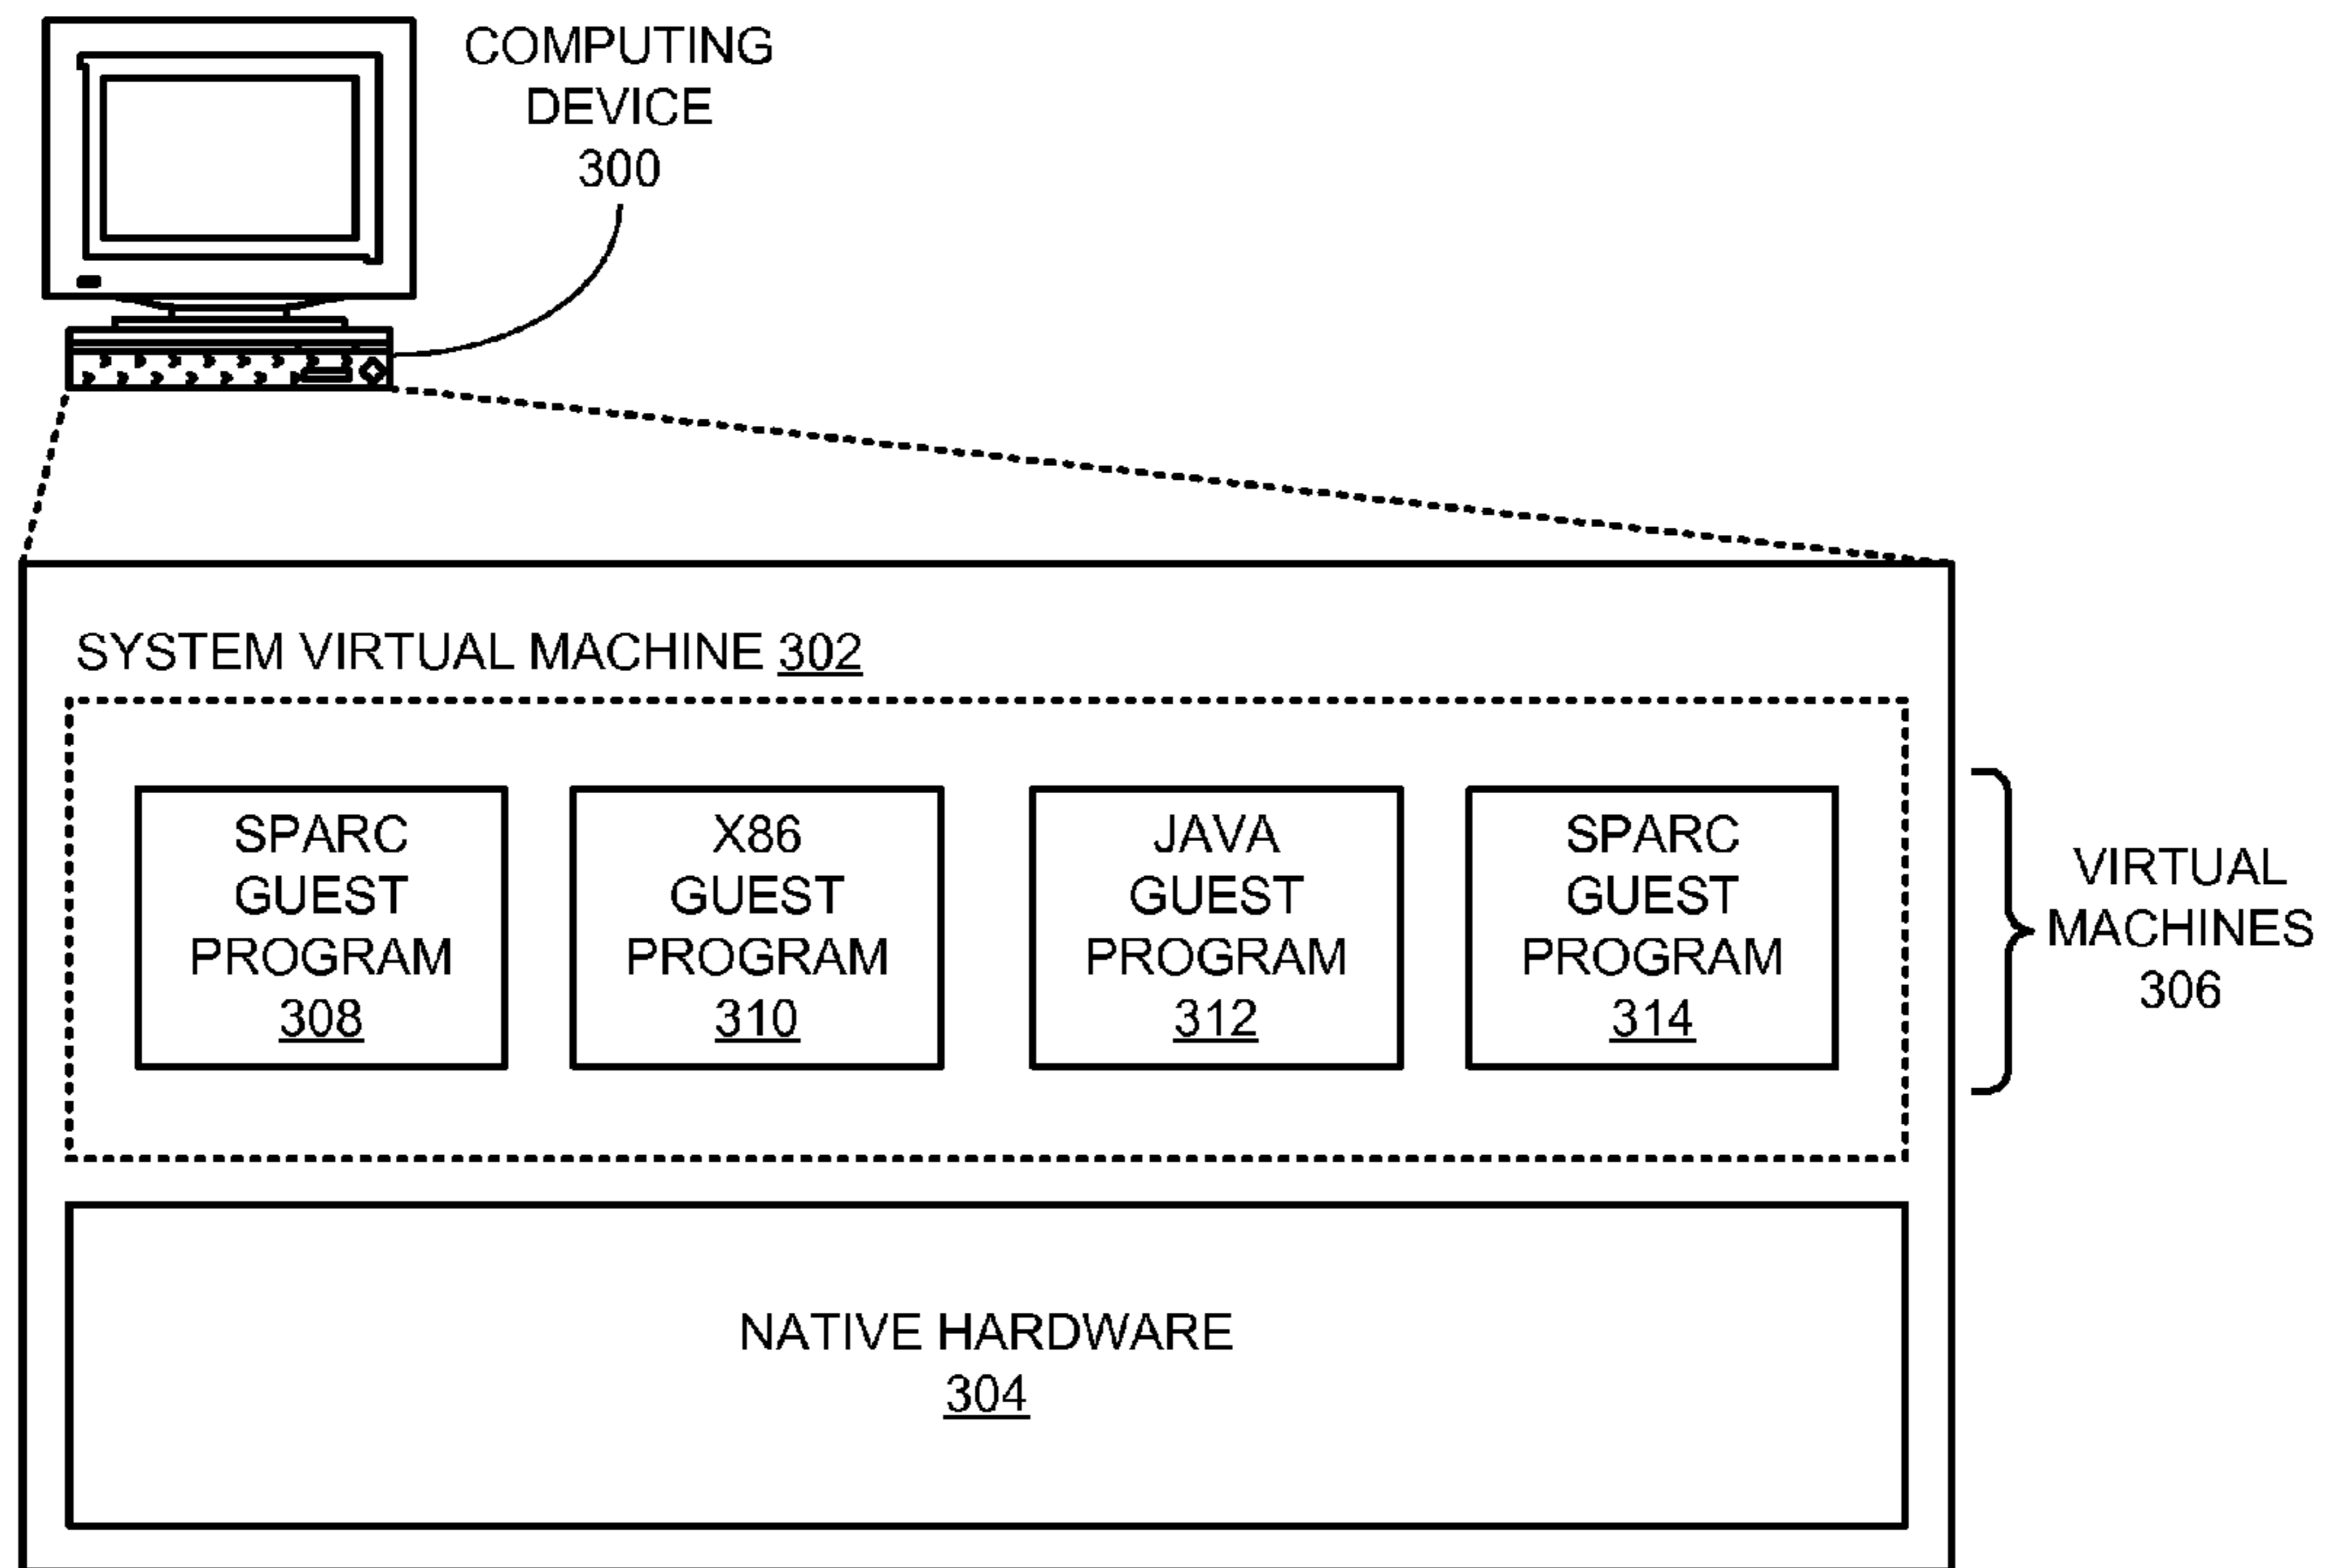 COMPUTING
DEVICE
300
SYSTEM VIRTUAL MACHINE 302
SPARC
GUEST
PROGRAM
308
X86
GUEST
PROGRAM
310
JAVA
GUEST
PROGRAM
312
SPARC
GUEST
PROGRAM
314
VIRTUAL
MACHINES
306
NATIVE HARDWARE
304